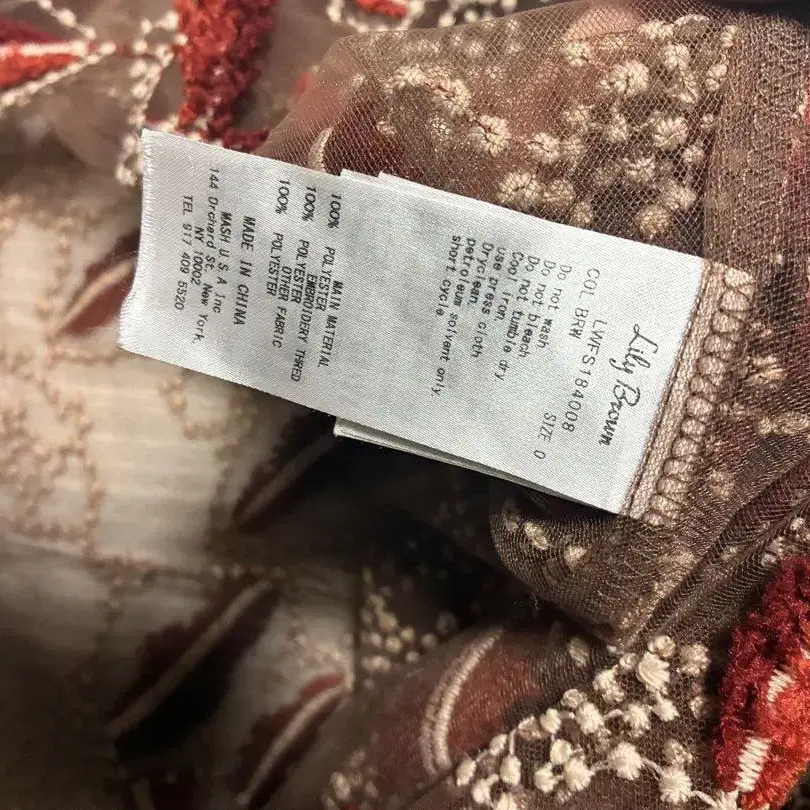 Lily Brown
LWFS184008
COL BRW SIZE 0
Do not wash
Do not bleach
Do not tumble dry
Cool iron
use press cloth
Dryclean
petroleum solvent only.
short cycle
MAIN MATERIAL
100% POLYESTER
EMBROIDERY THRED
100% POLYESTER
OTHER FABRIC
100% POLYESTER
MADE IN CHINA
MASH U S A Inc
144 Orchard St, New York,
NY 10002
TEL 917 409 5520